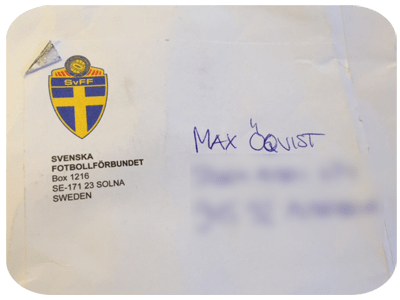 SvFF
MAX ÖQVIST
SVENSKA
FOTBOLLFÖRBUNDET
Box 1216
SE-171 23 SOLNA
SWEDEN